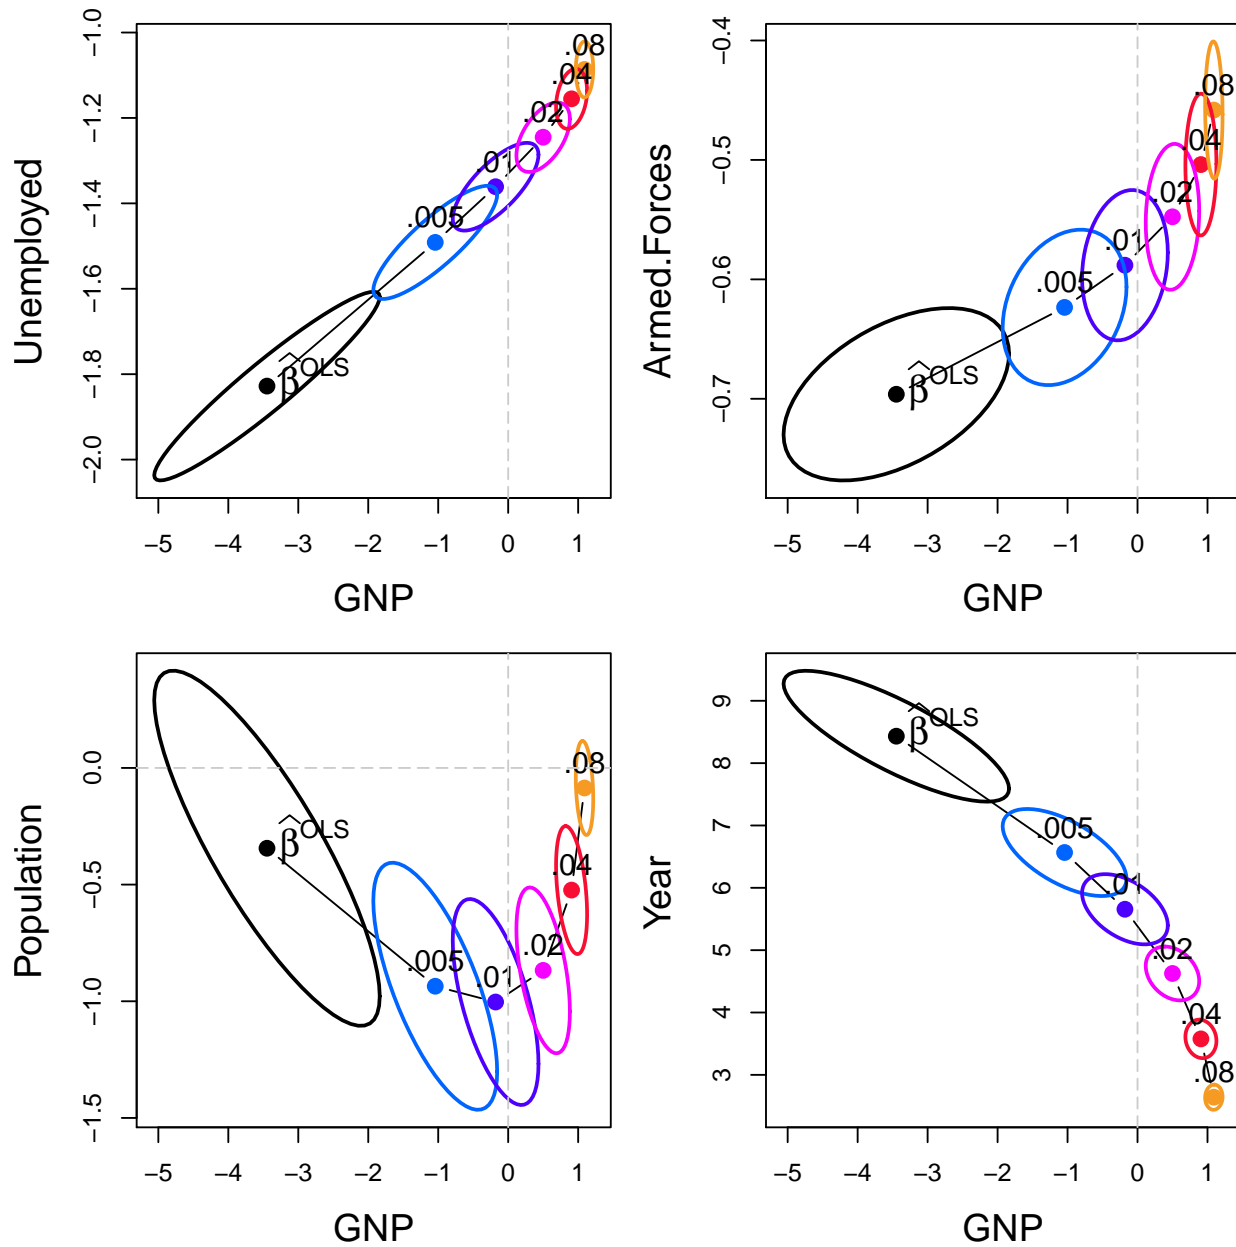 Unemployed
−1.0
−1.2
−1.4
−1.6
−1.8
−2.0
.08
.04
.02
.01
.005
β̂OLS
−5 −4 −3 −2 −1 0 1
GNP
Armed.Forces
−0.4
−0.5
−0.6
−0.7
.08
.04
.02
.01
.005
β̂OLS
−5 −4 −3 −2 −1 0 1
GNP
Population
0.0
−0.5
−1.0
−1.5
.08
β̂OLS
.04
.02
.005
.01
−5 −4 −3 −2 −1 0 1
GNP
Year
9
8
7
6
5
4
3
β̂OLS
.005
.01
.02
.04
.08
−5 −4 −3 −2 −1 0 1
GNP